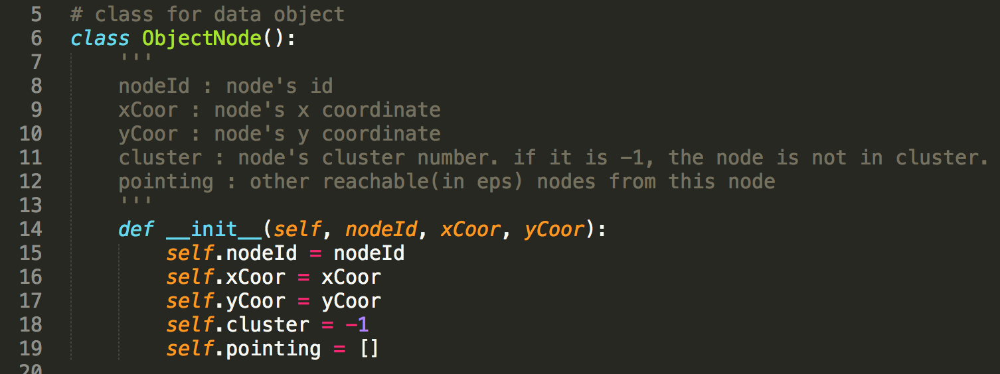 5 # class for data object
6 class ObjectNode():
7     '''
8     nodeId : node's id
9     xCoor : node's x coordinate
10     yCoor : node's y coordinate
11     cluster : node's cluster number. if it is -1, the node is not in cluster.
12     pointing : other reachable(in eps) nodes from this node
13     '''
14     def __init__(self, nodeId, xCoor, yCoor):
15         self.nodeId = nodeId
16         self.xCoor = xCoor
17         self.yCoor = yCoor
18         self.cluster = -1
19         self.pointing = []
20